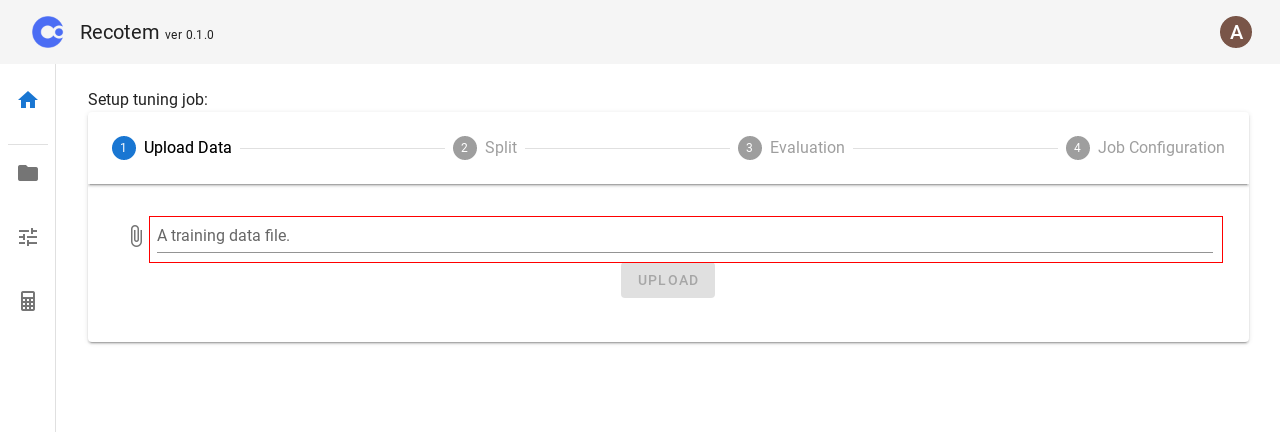 Recotem ver 0.1.0
A
Setup tuning job:
1 Upload Data
2 Split
3 Evaluation
4 Job Configuration
A training data file.
UPLOAD